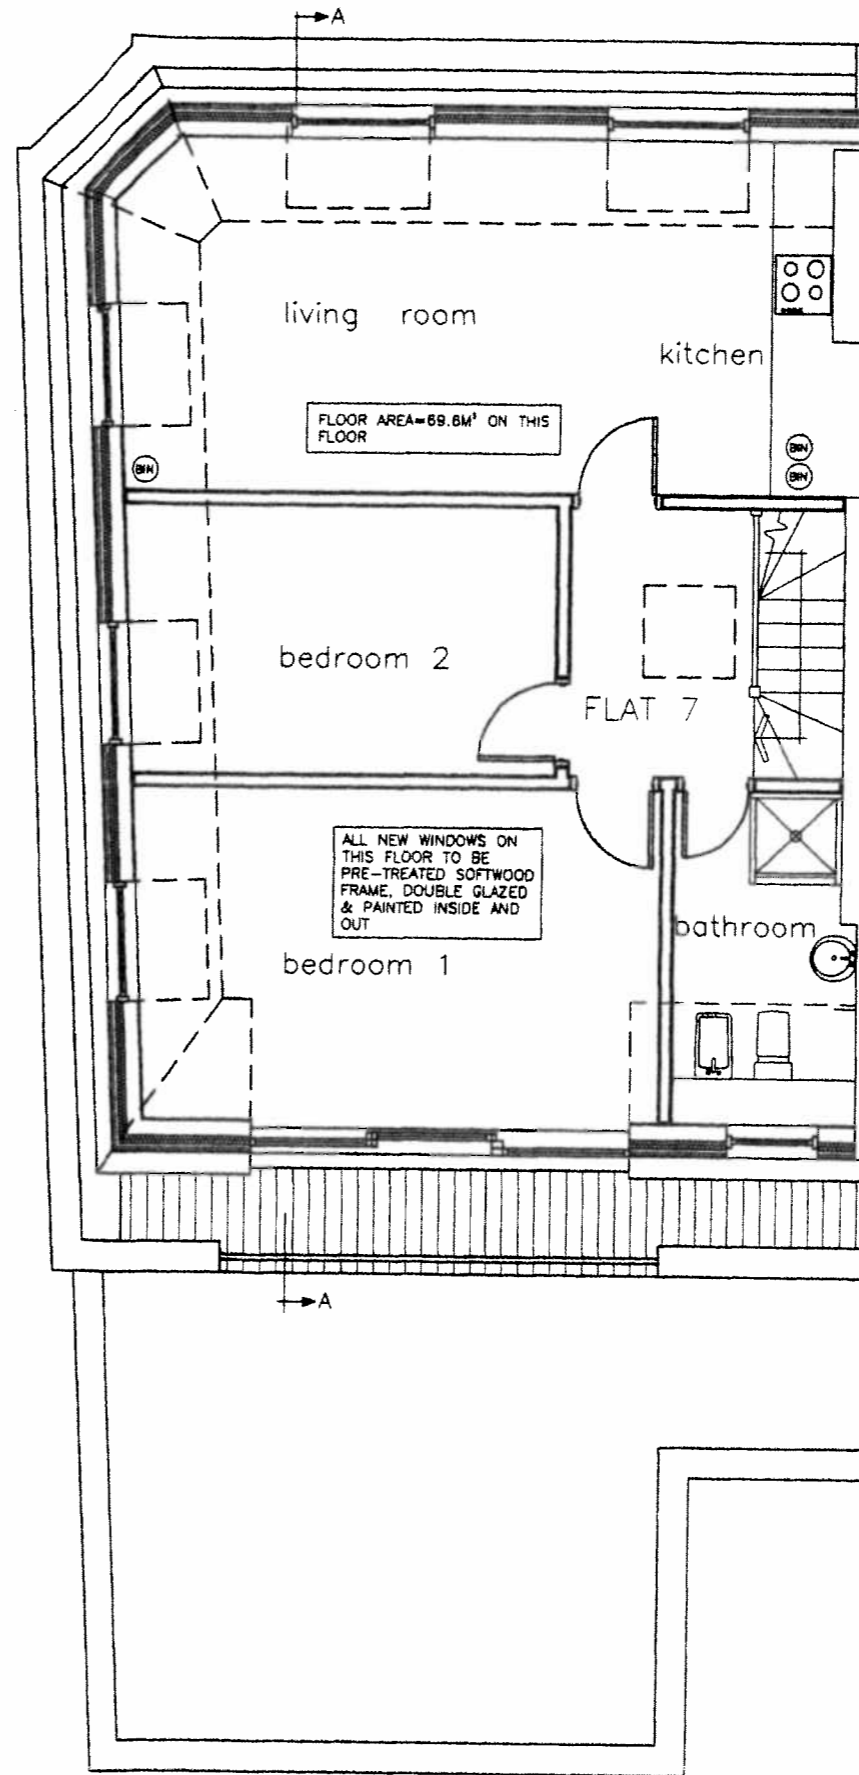 A
living room
kitchen
FLOOR AREA=69.6M² ON THIS
FLOOR
BIN
BIN
BIN
bedroom 2
FLAT 7
ALL NEW WINDOWS ON
THIS FLOOR TO BE
PRE-TREATED SOFTWOOD
FRAME, DOUBLE GLAZED
& PAINTED INSIDE AND
OUT
bathroom
bedroom 1
A